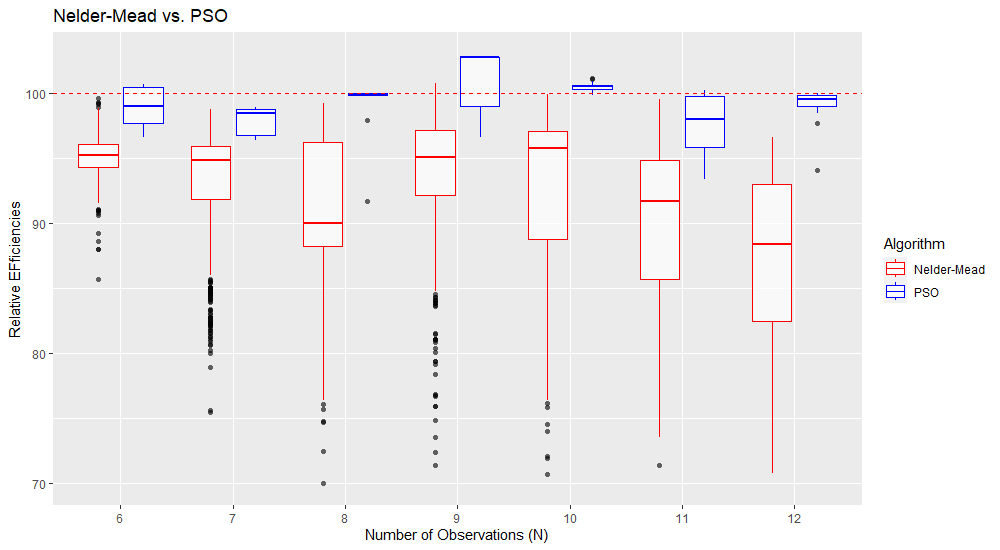 Nelder-Mead vs. PSO
Relative EFficiencies
100
90
80
70
6 7 8 9 10 11 12
Number of Observations (N)
Algorithm
Nelder-Mead
PSO